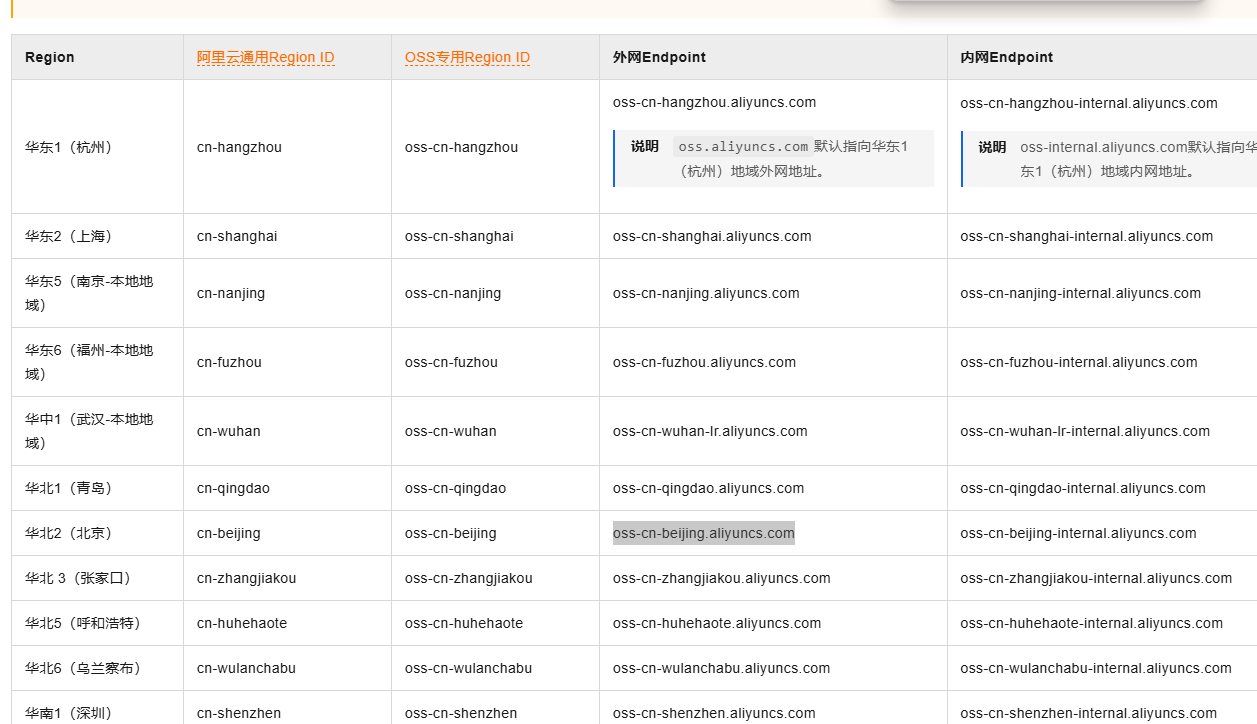 Region 阿里云通用Region ID OSS专用Region ID 外网Endpoint 内网Endpoint
华东1（杭州） cn-hangzhou oss-cn-hangzhou oss-cn-hangzhou.aliyuncs.com oss-cn-hangzhou-internal.aliyuncs.com
说明 oss.aliyuncs.com 默认指向华东1
（杭州）地域外网地址。
说明 oss-internal.aliyuncs.com默认指向华
东1（杭州）地域内网地址。
华东2（上海） cn-shanghai oss-cn-shanghai oss-cn-shanghai.aliyuncs.com oss-cn-shanghai-internal.aliyuncs.com
华东5（南京-本地地
域） cn-nanjing oss-cn-nanjing oss-cn-nanjing.aliyuncs.com oss-cn-nanjing-internal.aliyuncs.com
华东6（福州-本地地
域） cn-fuzhou oss-cn-fuzhou oss-cn-fuzhou.aliyuncs.com oss-cn-fuzhou-internal.aliyuncs.com
华中1（武汉-本地地
域） cn-wuhan oss-cn-wuhan oss-cn-wuhan-lr.aliyuncs.com oss-cn-wuhan-lr-internal.aliyuncs.com
华北1（青岛） cn-qingdao oss-cn-qingdao oss-cn-qingdao.aliyuncs.com oss-cn-qingdao-internal.aliyuncs.com
华北2（北京） cn-beijing oss-cn-beijing oss-cn-beijing.aliyuncs.com oss-cn-beijing-internal.aliyuncs.com
华北 3（张家口） cn-zhangjiakou oss-cn-zhangjiakou oss-cn-zhangjiakou.aliyuncs.com oss-cn-zhangjiakou-internal.aliyuncs.com
华北5（呼和浩特） cn-huhehaote oss-cn-huhehaote oss-cn-huhehaote.aliyuncs.com oss-cn-huhehaote-internal.aliyuncs.com
华北6（乌兰察布） cn-wulanchabu oss-cn-wulanchabu oss-cn-wulanchabu.aliyuncs.com oss-cn-wulanchabu-internal.aliyuncs.com
华南1（深圳） cn-shenzhen oss-cn-shenzhen oss-cn-shenzhen.aliyuncs.com oss-cn-shenzhen-internal.aliyuncs.com